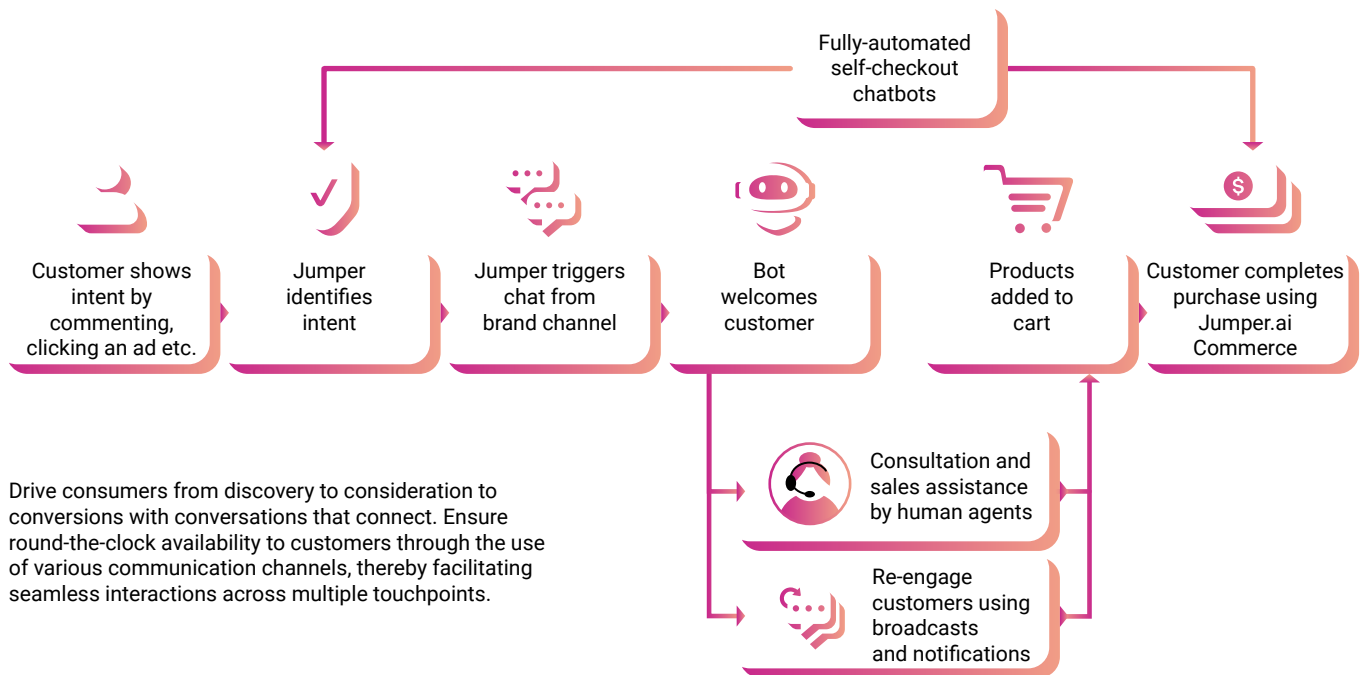 Fully-automated
self-checkout
chatbots
Customer shows
intent by
commenting,
clicking an ad etc.
Jumper
identifies
intent
Jumper triggers
chat from
brand channel
Bot
welcomes
customer
Products
added to
cart
Customer completes
purchase using
Jumper.ai
Commerce
$
Consultation and
sales assistance
by human agents
Re-engage
customers using
broadcasts
and notifications
Drive consumers from discovery to consideration to
conversions with conversations that connect. Ensure
round-the-clock availability to customers through the use
of various communication channels, thereby facilitating
seamless interactions across multiple touchpoints.